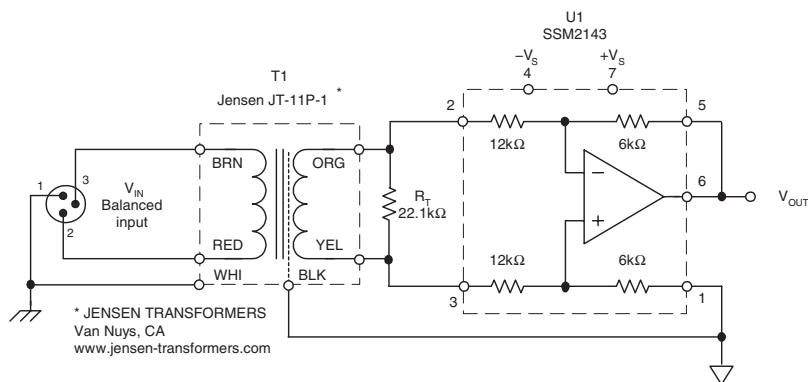 U1
SSM2143
−VS
4
+VS
7
T1
Jensen JT-11P-1 *
2
5
12kΩ
6kΩ
BRN
ORG
1
3
VIN
Balanced
input
2
RT
22.1kΩ
−
+
6
VOUT
RED
YEL
12kΩ
6kΩ
WHI
BLK
3
1
* JENSEN TRANSFORMERS
Van Nuys, CA
www.jensen-transformers.com